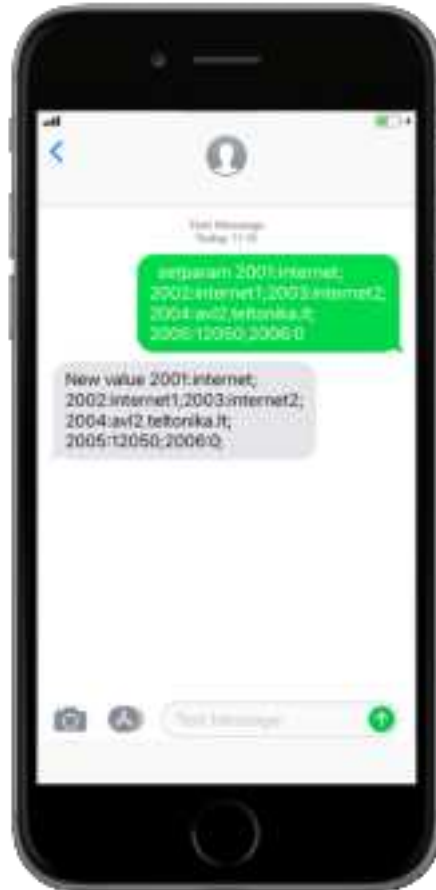 Text Message
Today 11:15
setparam 2001:internet;
2002:internet1;2003:internet2;
2004:avl2.teltonika.lt;
2005:12050;2006:0
New value 2001:internet;
2002:internet1;2003:internet2;
2004:avl2.teltonika.lt;
2005:12050;2006:0;
Text Message